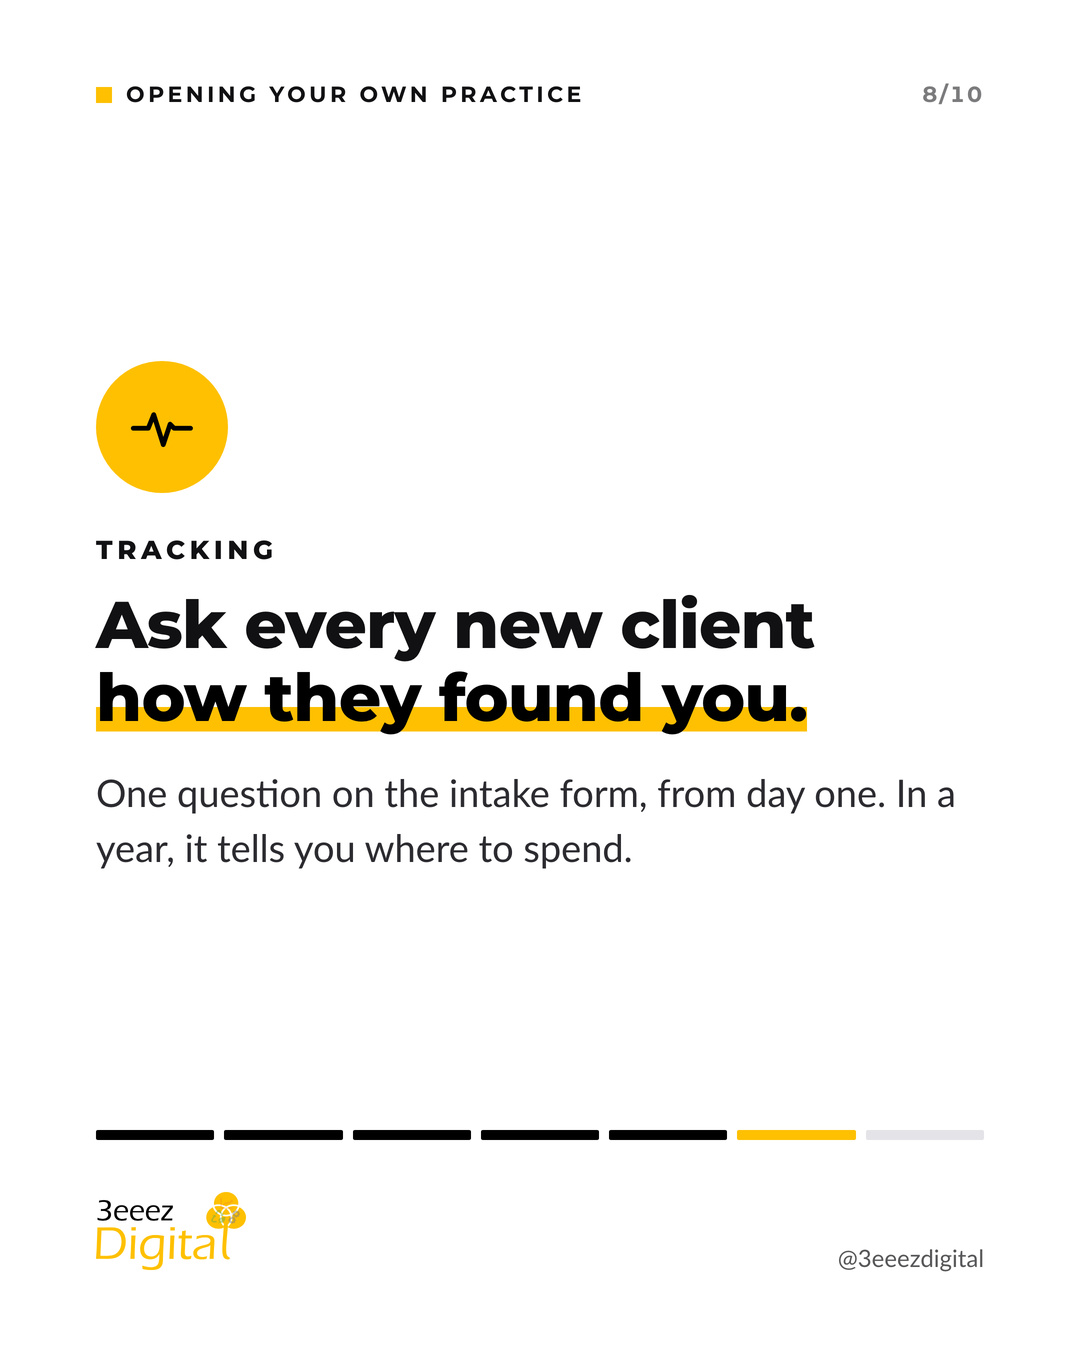 OPENING YOUR OWN PRACTICE
8/10
TRACKING
Ask every new client
how they found you.
One question on the intake form, from day one. In a
year, it tells you where to spend.
3eeez
Digital
@3eeezdigital